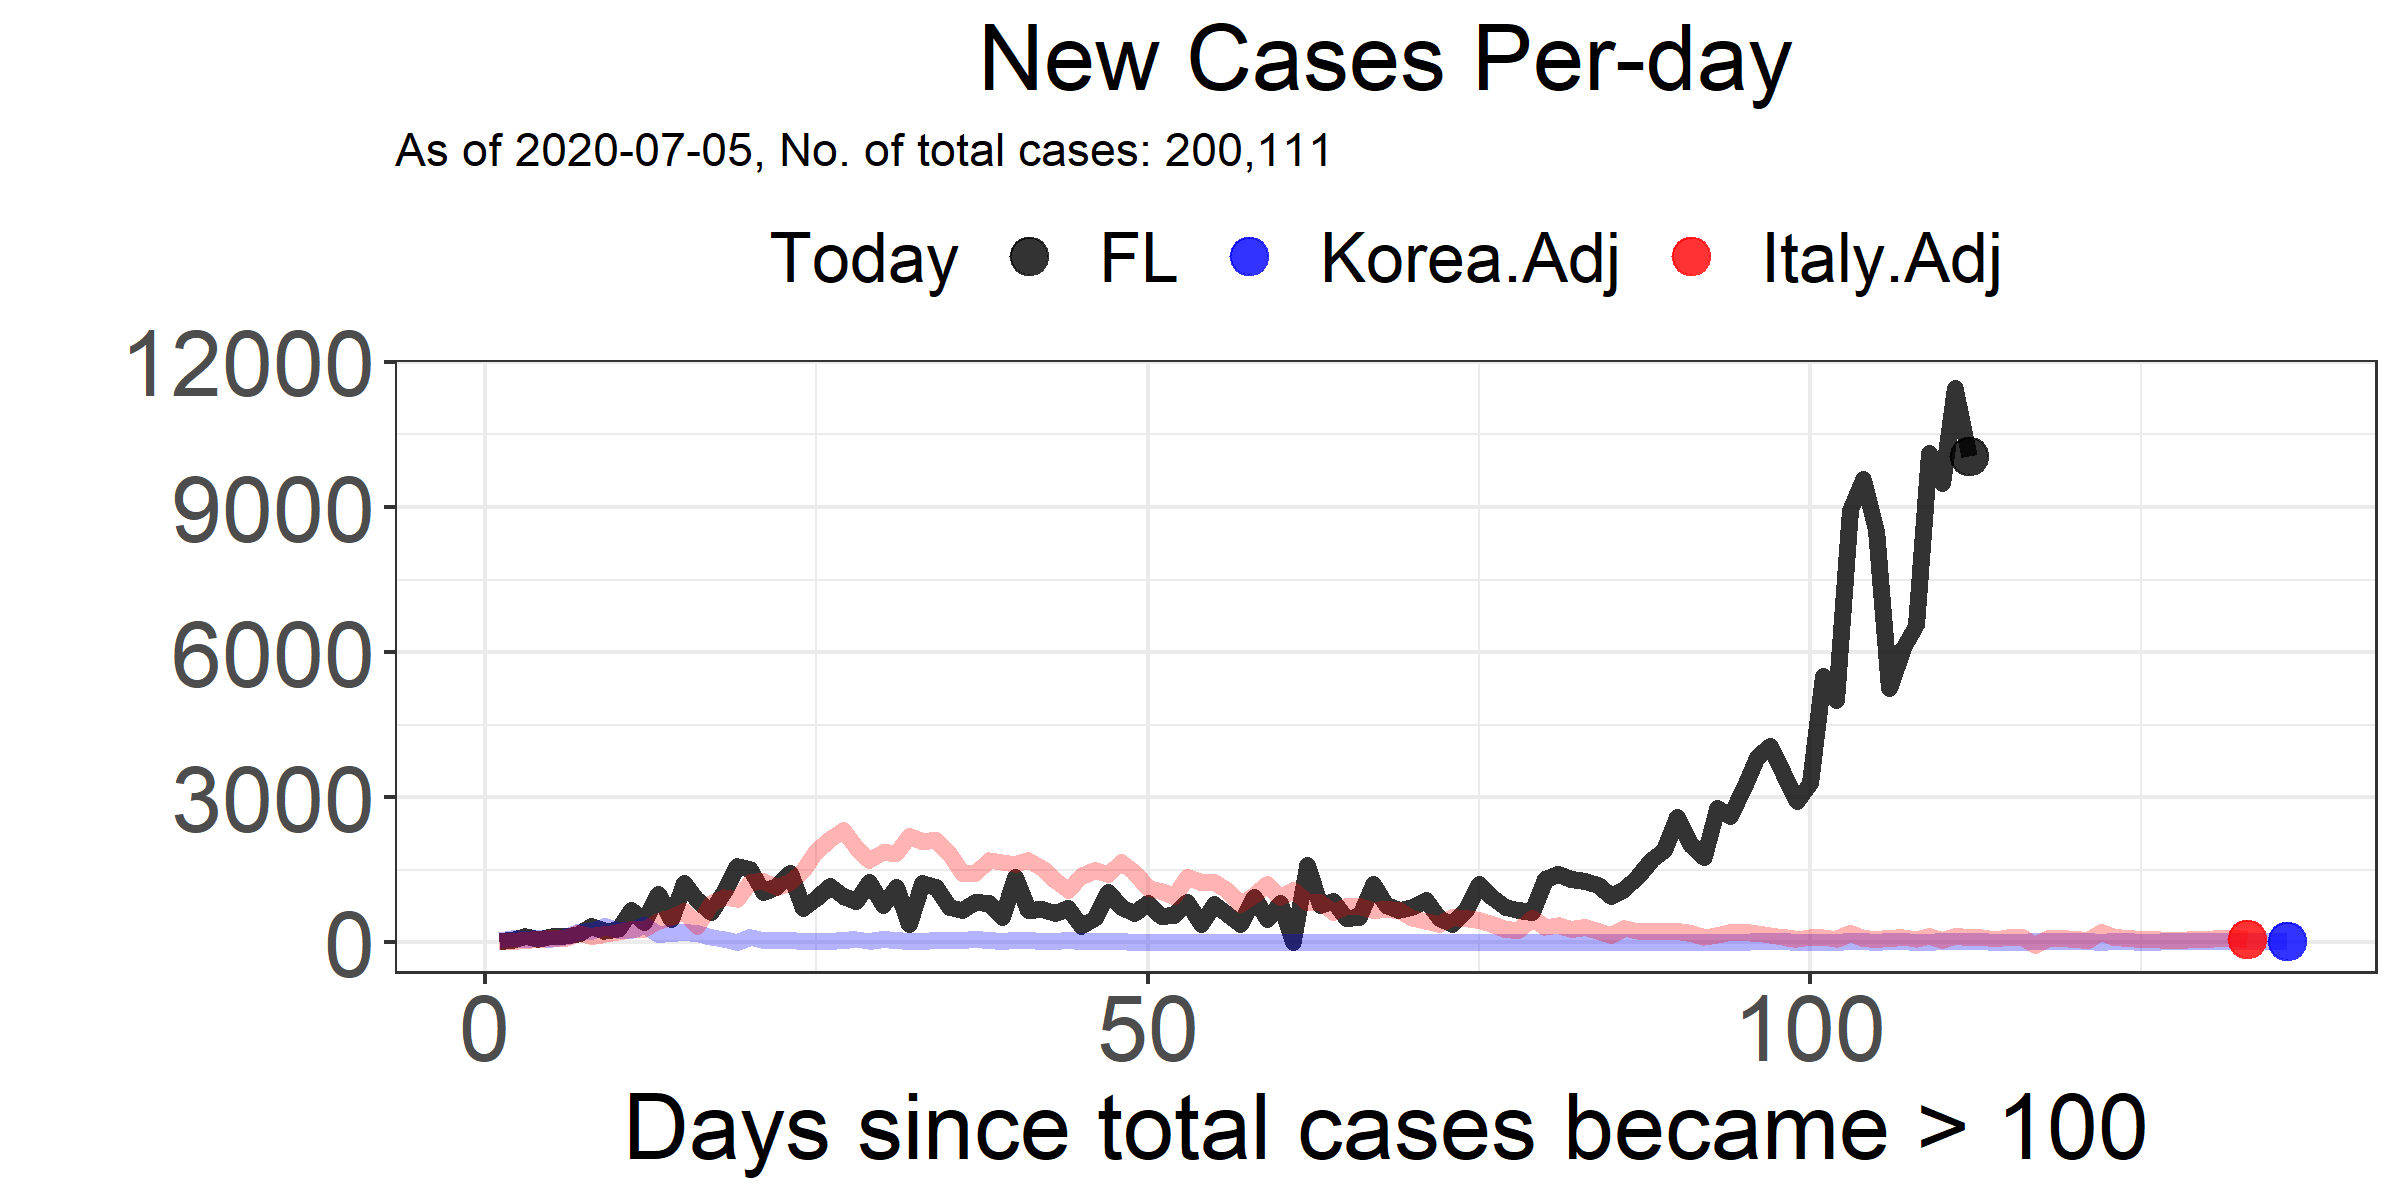 New Cases Per-day
As of 2020-07-05, No. of total cases: 200,111
Today FL Korea.Adj Italy.Adj
12000
9000
6000
3000
0
0 50 100
Days since total cases became > 100